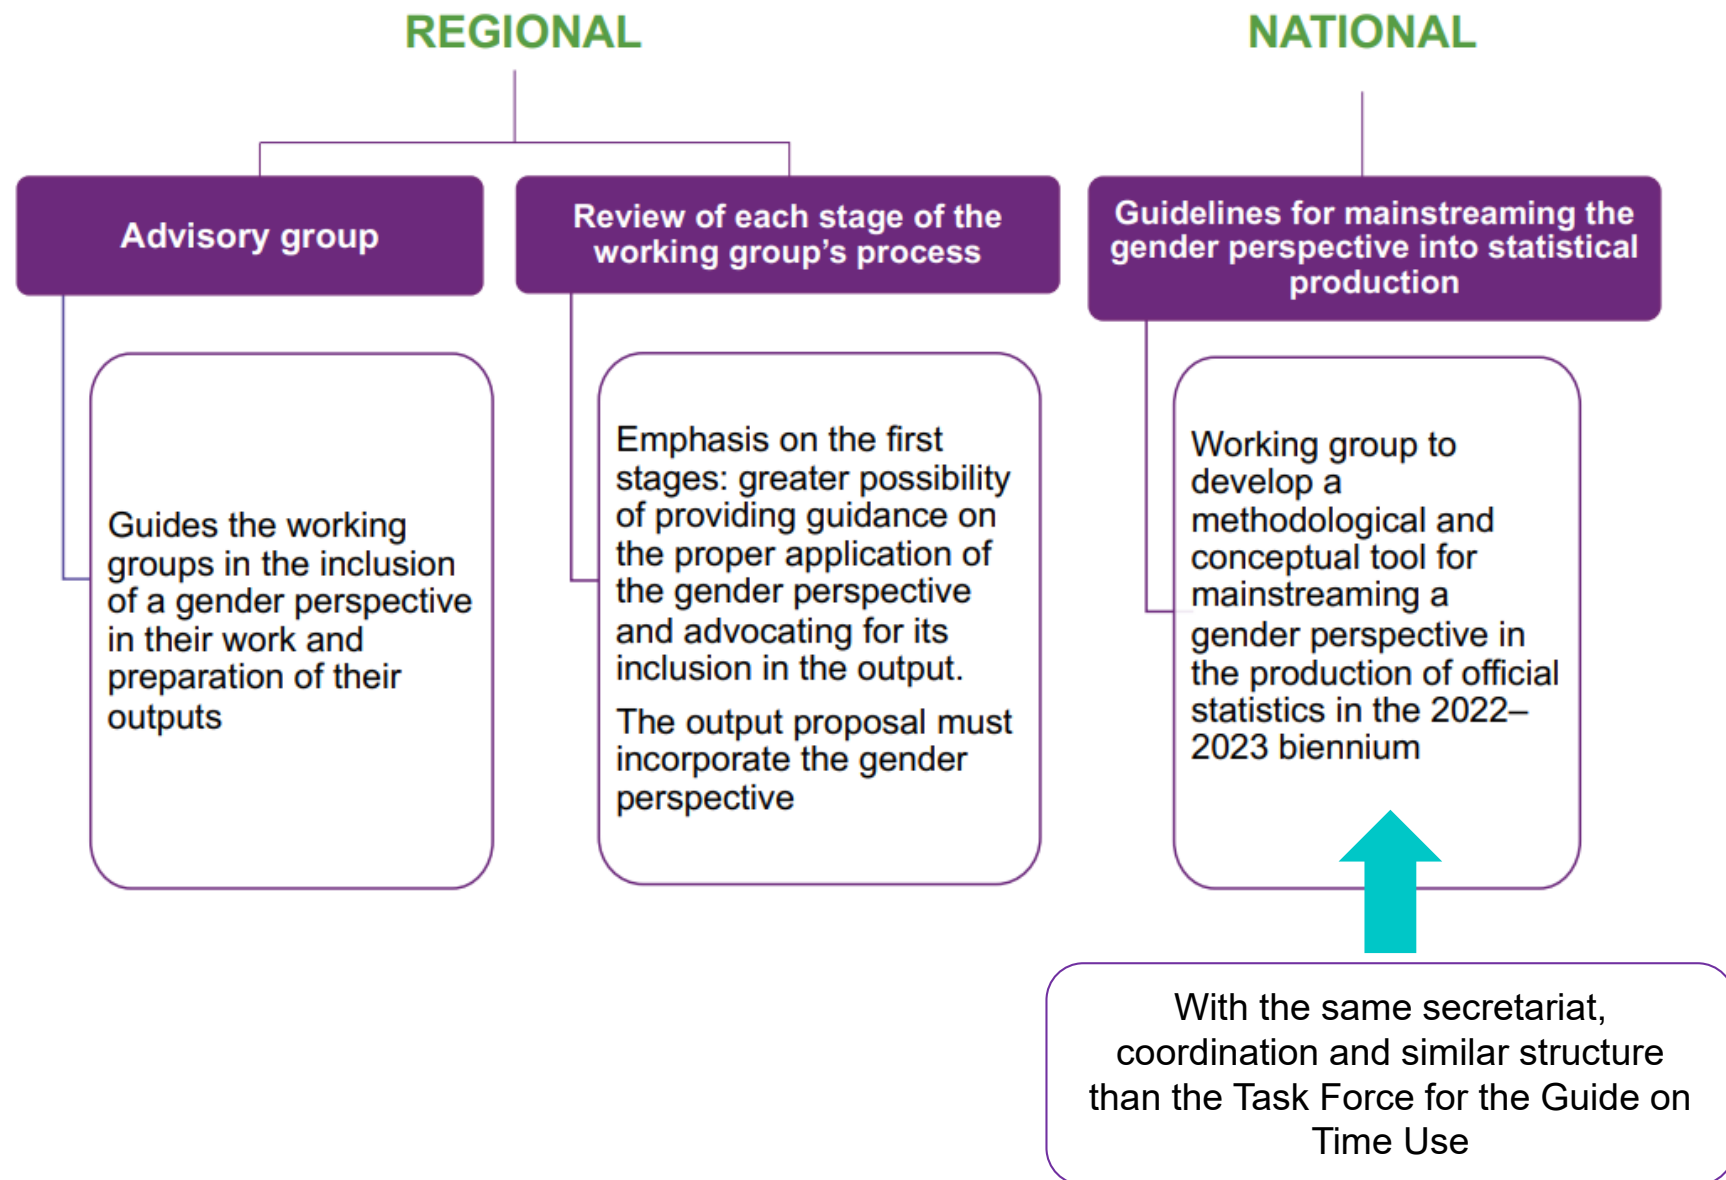 REGIONAL
NATIONAL
Advisory group
Review of each stage of the
working group’s process
Guidelines for mainstreaming the
gender perspective into statistical
production
Guides the working
groups in the inclusion
of a gender perspective
in their work and
preparation of their
outputs
Emphasis on the first
stages: greater possibility
of providing guidance on
the proper application of
the gender perspective
and advocating for its
inclusion in the output.
The output proposal must
incorporate the gender
perspective
Working group to
develop a
methodological and
conceptual tool for
mainstreaming a
gender perspective in
the production of official
statistics in the 2022–
2023 biennium
With the same secretariat,
coordination and similar structure
than the Task Force for the Guide on
Time Use